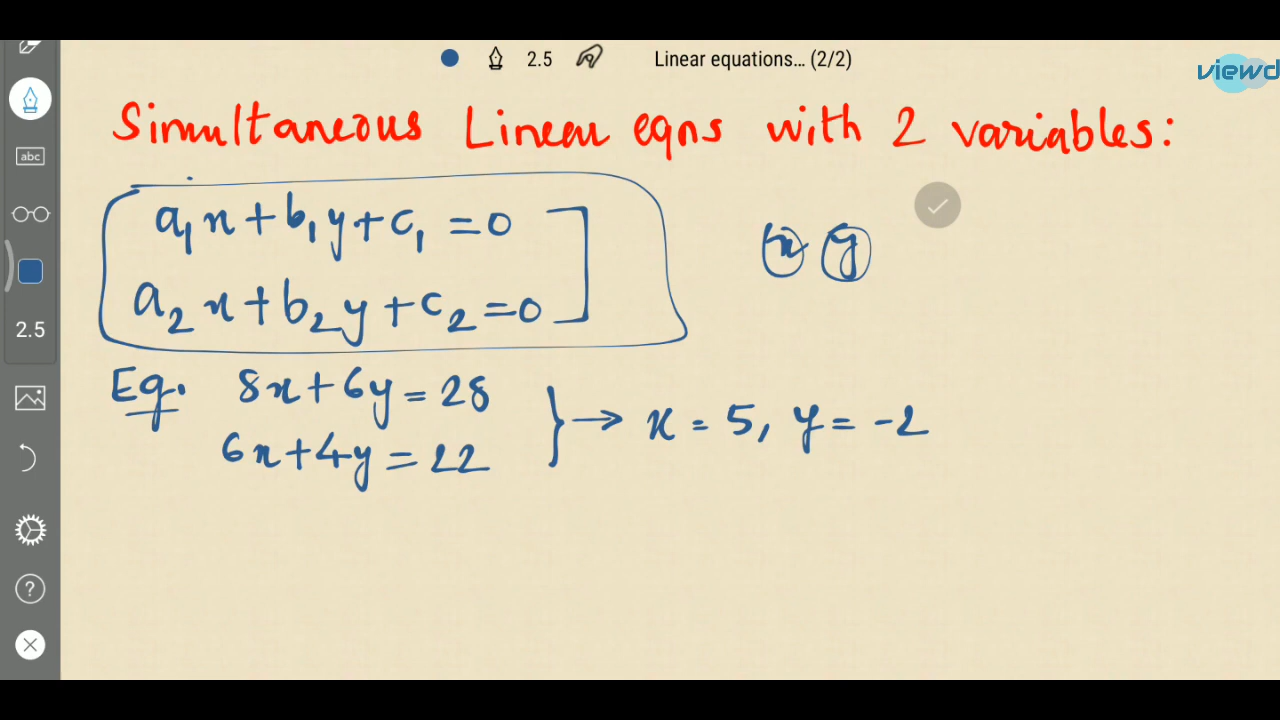 2.5 Linear equations... (2/2)
viewd
Simultaneous Linear eqns with 2 variables:
abc
a₁x + b₁y + c₁ = 0
x y
a₂x + b₂y + c₂ = 0
2.5
Eg. 8x + 6y = 28
6x + 4y = 22
→ x = 5, y = -2
?